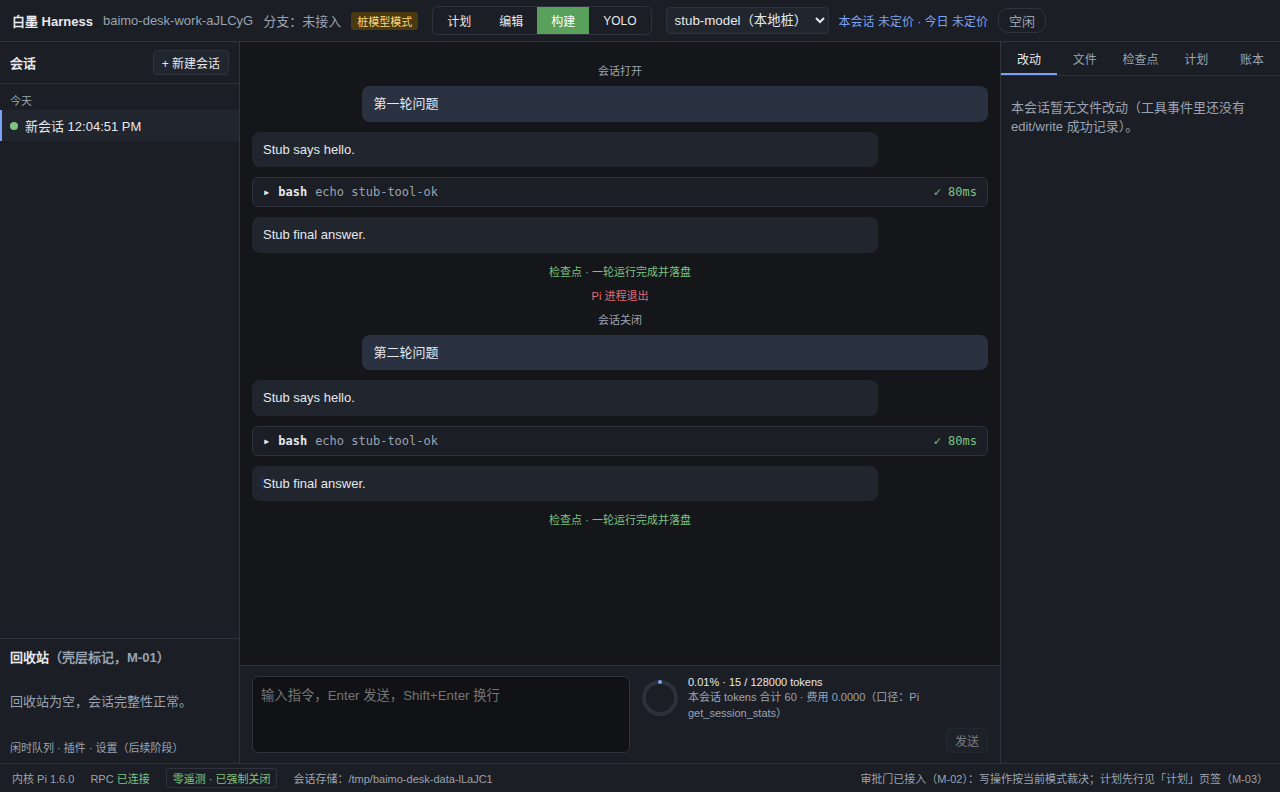 白墨 Harness baimo-desk-work-aJLCyG 分支：未接入 桩模型模式 计划 编辑 构建 YOLO stub-model（本地桩） 本会话 未定价 · 今日 未定价 空闲
会话 + 新建会话
今天
新会话 12:04:51 PM
会话打开
第一轮问题
Stub says hello.
▸ bash echo stub-tool-ok ✓ 80ms
Stub final answer.
检查点 · 一轮运行完成并落盘
Pi 进程退出
会话关闭
第二轮问题
Stub says hello.
▸ bash echo stub-tool-ok ✓ 80ms
Stub final answer.
检查点 · 一轮运行完成并落盘
改动 文件 检查点 计划 账本
本会话暂无文件改动（工具事件里还没有
edit/write 成功记录）。
回收站（壳层标记，M-01）
回收站为空，会话完整性正常。
闲时队列 · 插件 · 设置（后续阶段）
输入指令，Enter 发送，Shift+Enter 换行
0.01% · 15 / 128000 tokens
本会话 tokens 合计 60 · 费用 0.0000（口径：Pi
get_session_stats）
发送
内核 Pi 1.6.0 RPC 已连接 零遥测 · 已强制关闭 会话存储：/tmp/baimo-desk-data-lLaJC1 审批门已接入（M-02）：写操作按当前模式裁决；计划先行见「计划」页签（M-03）